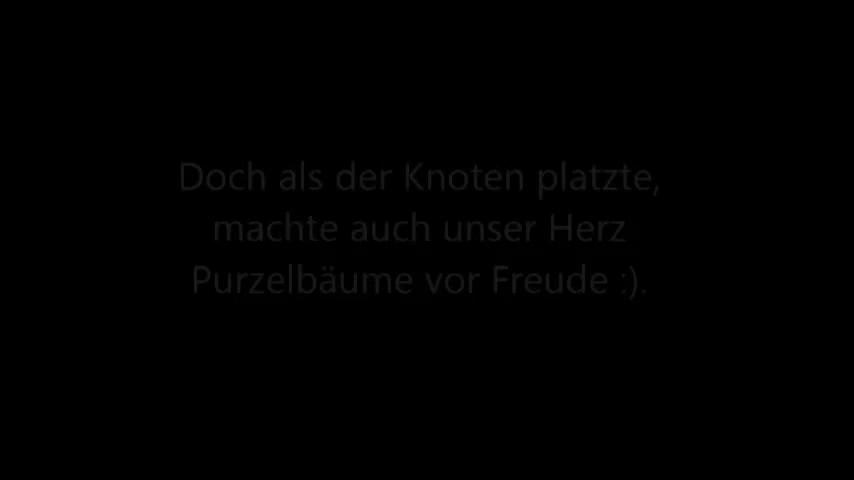 Doch als der Knoten platzte,
machte auch unser Herz
Purzelbäume vor Freude :).